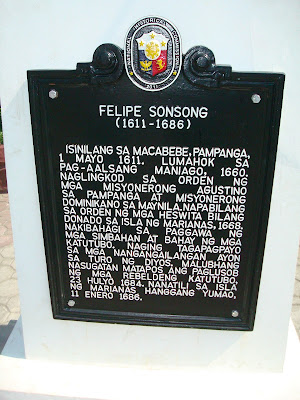 NATIONAL HISTORICAL COMMISSION
2011
FELIPE SONSONG
(1611-1686)
ISINILANG SA MACABEBE, PAMPANGA,
1 MAYO 1611. LUMAHOK SA
PAG-AALSANG MANIAGO, 1660.
NAGLINGKOD SA ORDEN NG
MGA MISYONERONG AGUSTINO
SA PAMPANGA AT MISYONERONG
DOMINIKANO SA MAYNILA. NAPABILANG
SA ORDEN NG MGA HESWITA BILANG
DONADO SA ISLA NG MARIANAS, 1668.
NAKIBAHAGI SA PAGGAWA NG
MGA SIMBAHAN AT BAHAY NG MGA
KATUTUBO. NAGING TAGAPAGPAYO
SA MGA NANGANGAILANGAN AYON
SA TURO NG DIYOS. MALUBHANG
NASUGATAN MATAPOS ANG PAGLUSOB
NG MGA REBELDENG KATUTUBO,
23 HULYO 1684. NANATILI SA ISLA
NG MARIANAS HANGGANG YUMAO,
11 ENERO 1686.